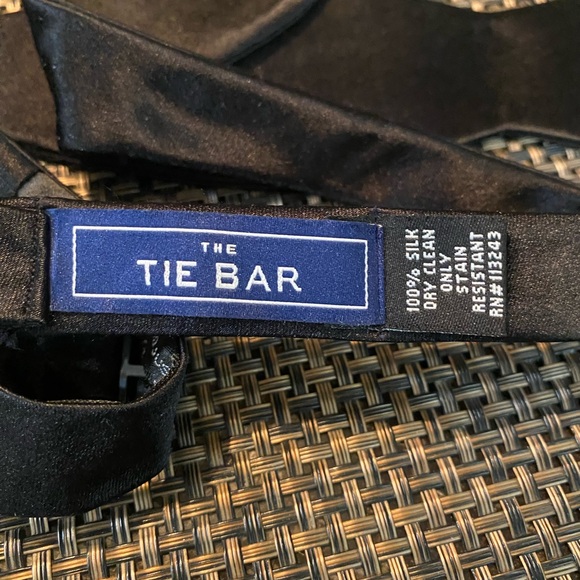 THE
TIE BAR
100% SILK
DRY CLEAN
ONLY
STAIN
RESISTANT
RN# 113243